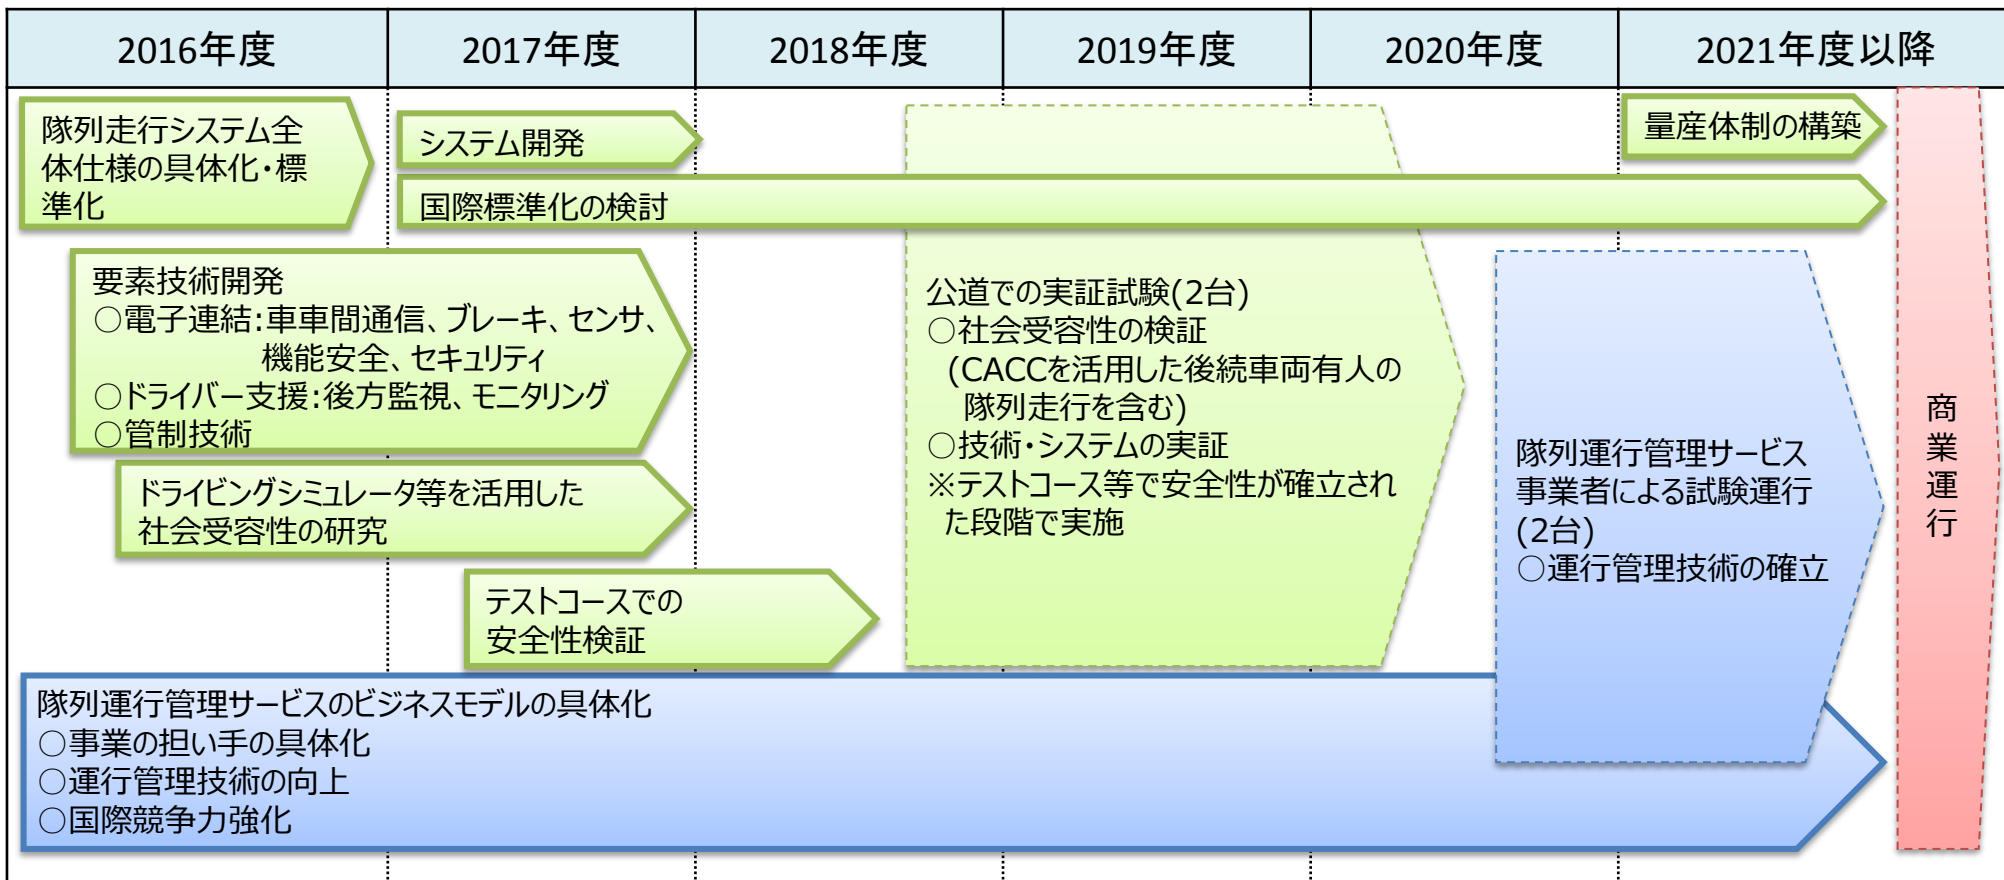 2016年度
2017年度
2018年度
2019年度
2020年度
2021年度以降
隊列走行システム全
体仕様の具体化・標
準化
システム開発
量産体制の構築
国際標準化の検討
要素技術開発
○電子連結:車車間通信、ブレーキ、センサ、
機能安全、セキュリティ
○ドライバー支援:後方監視、モニタリング
○管制技術
ドライビングシミュレータ等を活用した
社会受容性の研究
テストコースでの
安全性検証
公道での実証試験(2台)
○社会受容性の検証
(CACCを活用した後続車両有人の
隊列走行を含む)
○技術・システムの実証
※テストコース等で安全性が確立され
た段階で実施
隊列運行管理サービス
事業者による試験運行
(2台)
○運行管理技術の確立
商業運行
隊列運行管理サービスのビジネスモデルの具体化
○事業の担い手の具体化
○運行管理技術の向上
○国際競争力強化